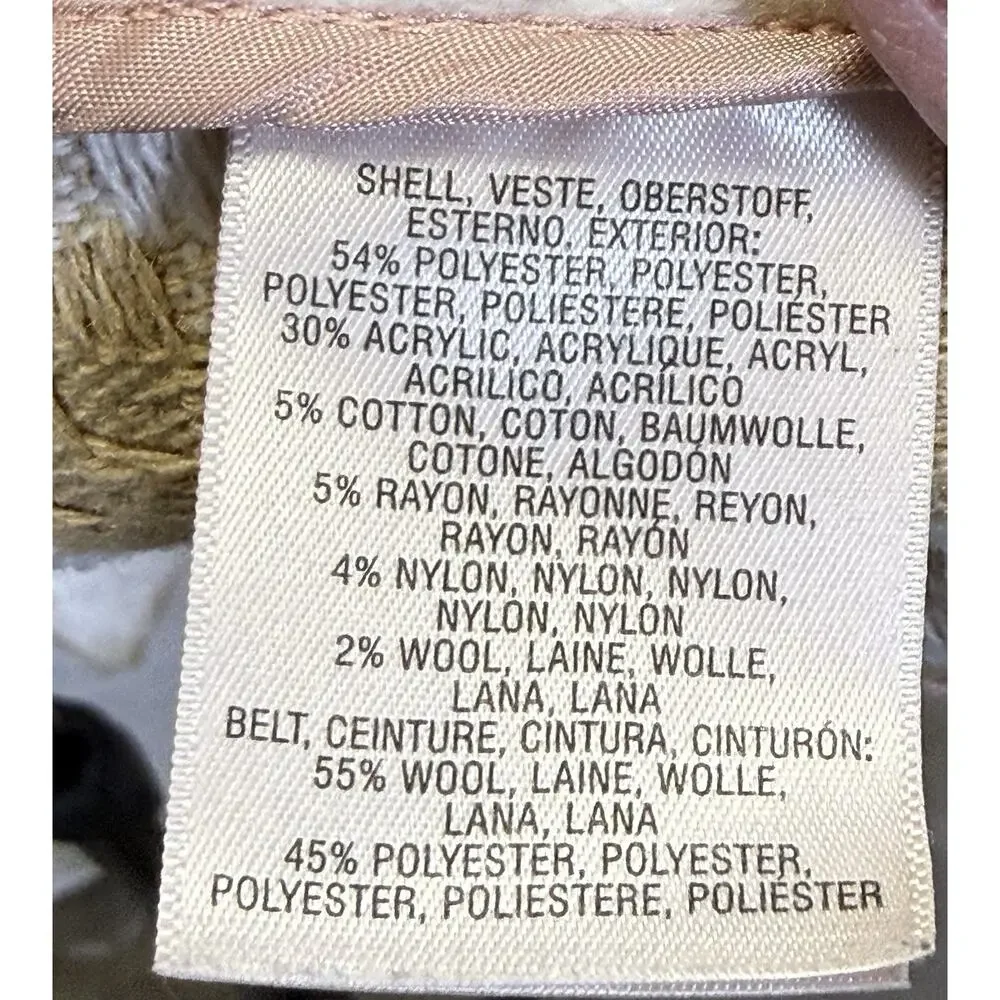 SHELL, VESTE, OBERSTOFF,
ESTERNO, EXTERIOR:
54% POLYESTER, POLYESTER,
POLYESTER, POLIESTERE, POLIÉSTER
30% ACRYLIC, ACRYLIQUE, ACRYL,
ACRILICO, ACRÍLICO
5% COTTON, COTON, BAUMWOLLE,
COTONE, ALGODÓN
5% RAYON, RAYONNE, REYON,
RAYON, RAYÓN
4% NYLON, NYLON, NYLON,
NYLON, NYLÓN
2% WOOL, LAINE, WOLLE,
LANA, LANA
BELT, CEINTURE, CINTURA, CINTURÓN:
55% WOOL, LAINE, WOLLE,
LANA, LANA
45% POLYESTER, POLYESTER,
POLYESTER, POLIESTERE, POLIÉSTER